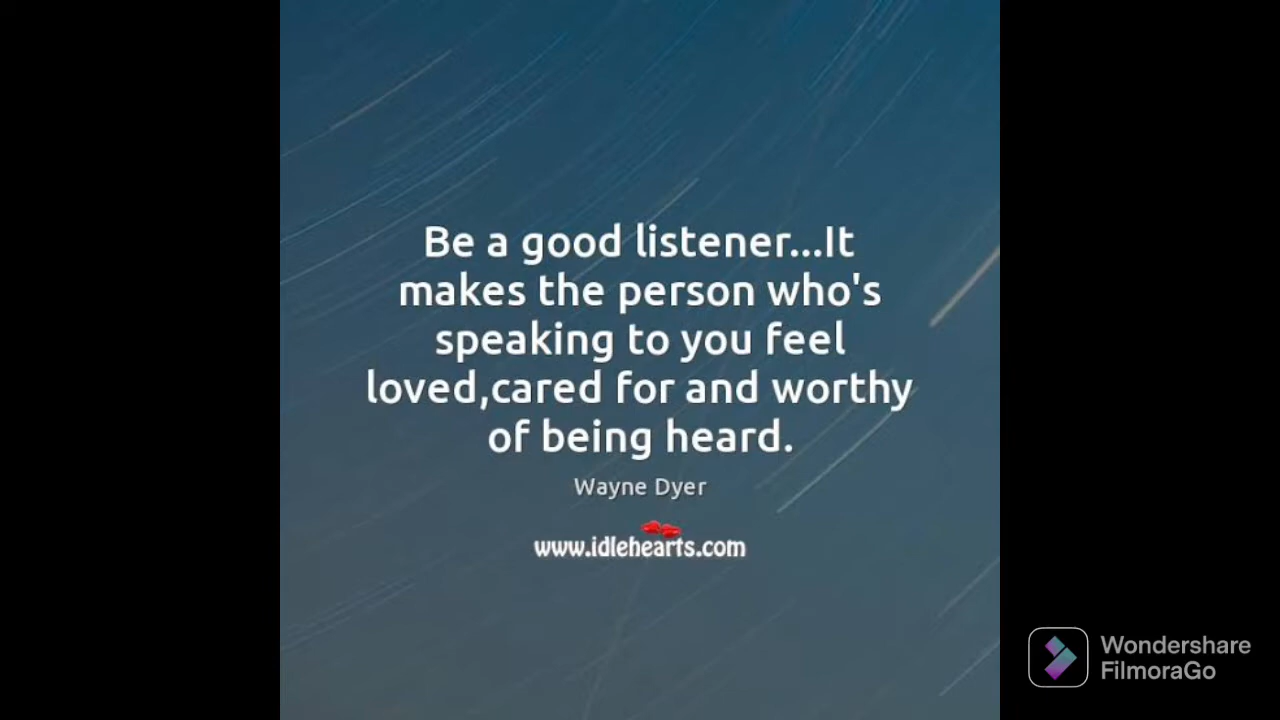 Be a good listener...It
makes the person who's
speaking to you feel
loved,cared for and worthy
of being heard.
Wayne Dyer
www.idlehearts.com
Wondershare
FilmoraGo